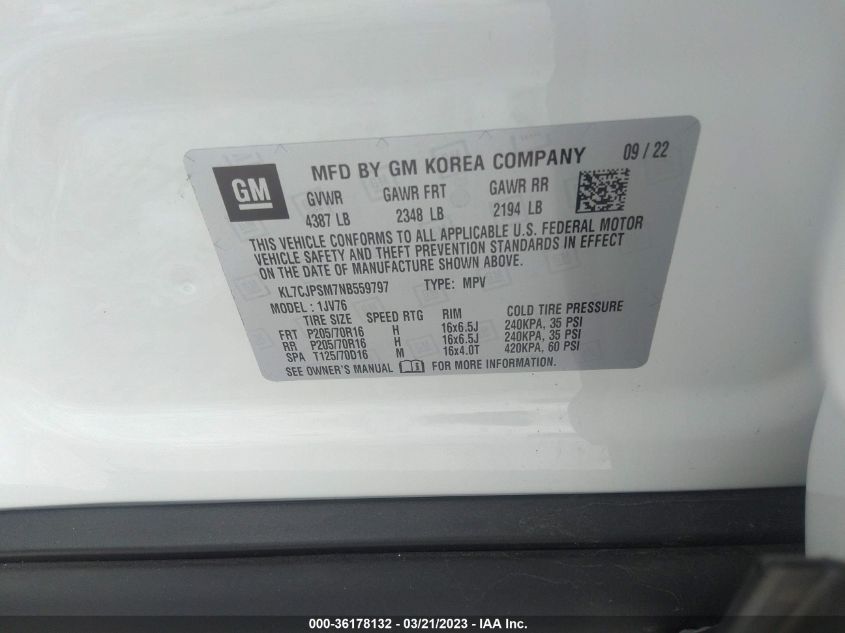 GM
MFD BY GM KOREA COMPANY 09 / 22
GVWR GAWR FRT GAWR RR
4387 LB 2348 LB 2194 LB
THIS VEHICLE CONFORMS TO ALL APPLICABLE U.S. FEDERAL MOTOR
VEHICLE SAFETY AND THEFT PREVENTION STANDARDS IN EFFECT
ON THE DATE OF MANUFACTURE SHOWN ABOVE.
KL7CJPSM7NB559797 TYPE: MPV
MODEL : 1JV76
TIRE SIZE SPEED RTG RIM COLD TIRE PRESSURE
FRT P205/70R16 H 16x6.5J 240KPA, 35 PSI
RR P205/70R16 H 16x6.5J 240KPA, 35 PSI
SPA T125/70D16 M 16x4.0T 420KPA, 60 PSI
SEE OWNER'S MANUAL FOR MORE INFORMATION.
000-36178132 - 03/21/2023 - IAA Inc.